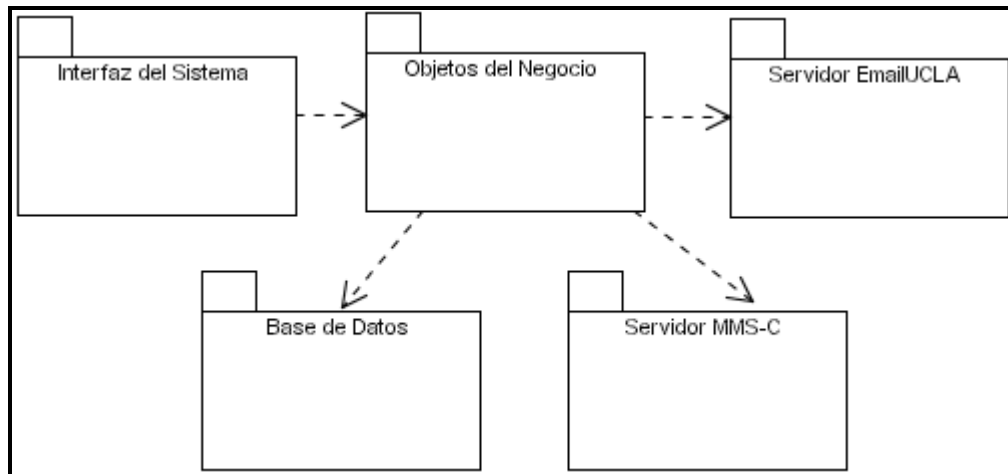 Interfaz del Sistema
Objetos del Negocio
Servidor EmailUCLA
Base de Datos
Servidor MMS-C